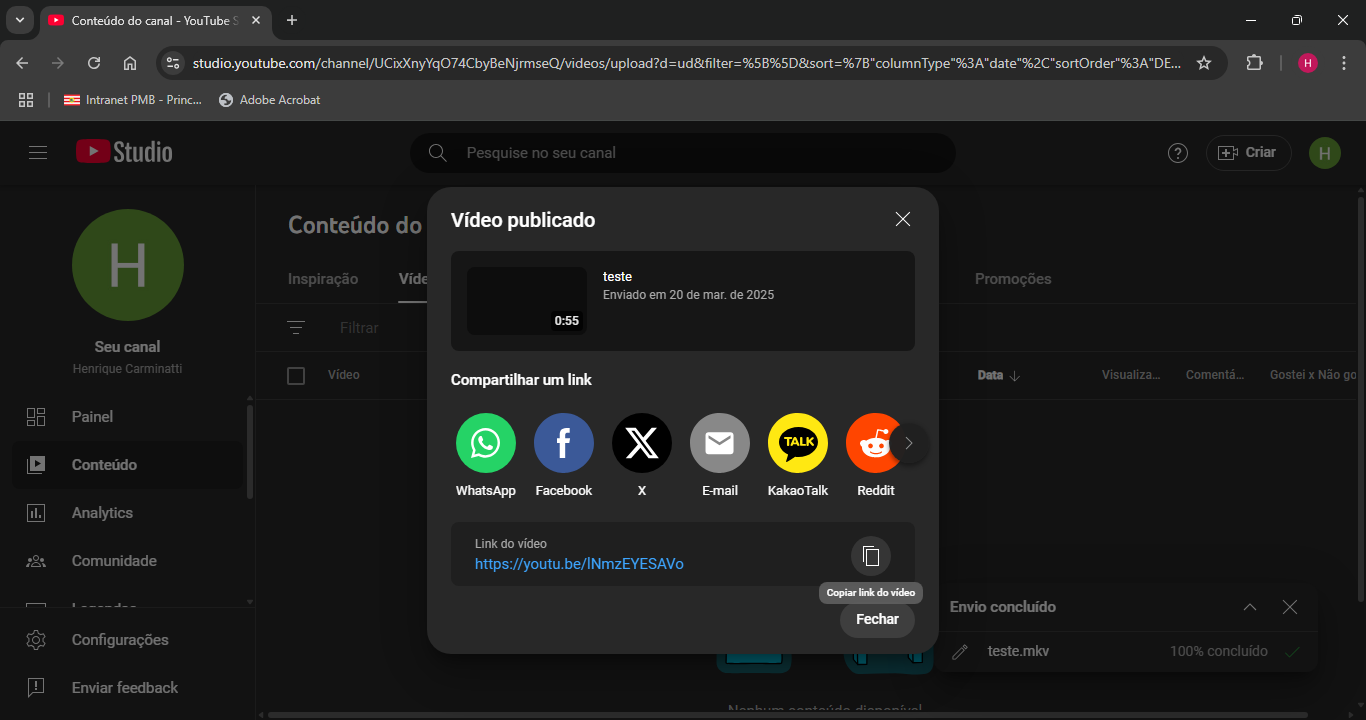 Conteúdo do canal - YouTube S
studio.youtube.com/channel/UCixXnyYqO74CbyBeNjrmseQ/videos/upload?d=ud&filter=%5B%5D&sort=%7B"columnType"%3A"date"%2C"sortOrder"%3A"DE...
H
Intranet PMB - Princ...
Adobe Acrobat
Studio
Pesquise no seu canal
Criar
H
H
Seu canal
Henrique Carminatti
Painel
Conteúdo
Analytics
Comunidade
Legendas
Configurações
Enviar feedback
Conteúdo do
Inspiração
Víde
Promoções
Filtrar
Vídeo
Data
Visualiza...
Comentá...
Gostei x Não go
Vídeo publicado
teste
Enviado em 20 de mar. de 2025
0:55
Compartilhar um link
TALK
WhatsApp
Facebook
X
E-mail
KakaoTalk
Reddit
Link do vídeo
https://youtu.be/lNmzEYESAVo
Copiar link do vídeo
Fechar
Envio concluído
teste.mkv
100% concluído
Nenhum conteúdo disponível